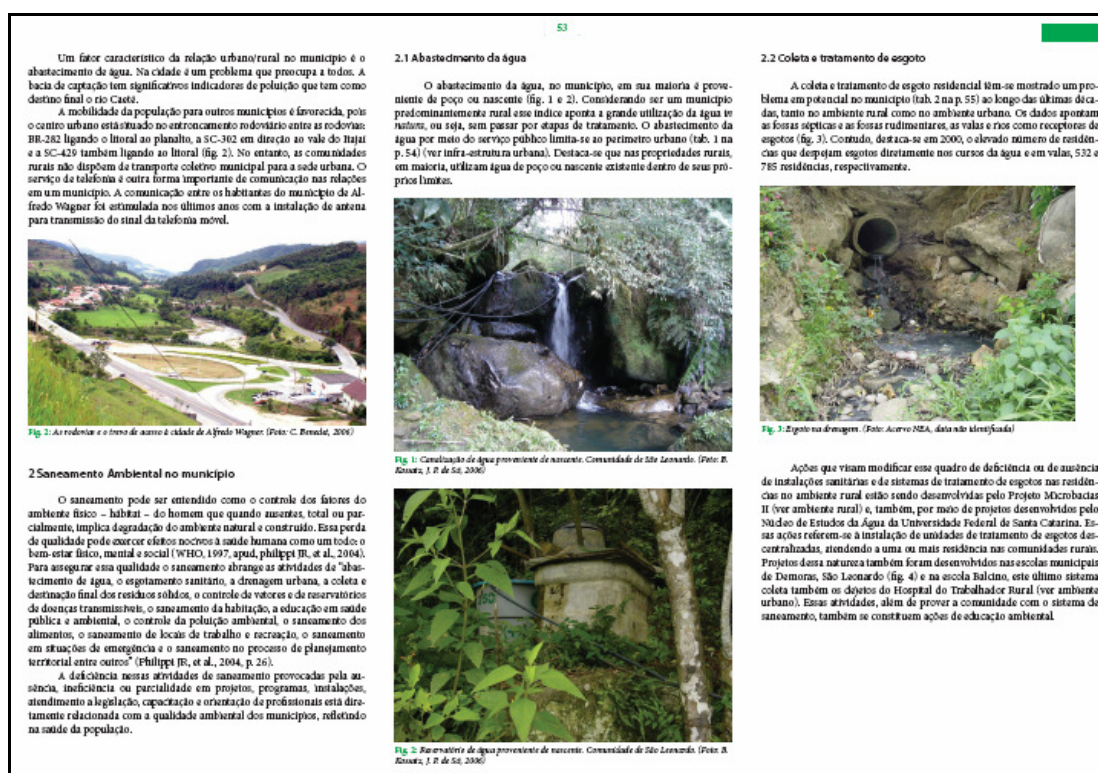 53
Um fator característico da relação urbano/rural no município é o
abastecimento de água. Na cidade é um problema que preocupa a todos. A
bacia de captação tem significativos indicadores de poluição que tem como
destino final o rio Caeté.
A mobilidade da população para outros municípios é favorecida, pois
o centro urbano está situado no entroncamento rodoviário entre as rodovias:
BR-282 ligando o litoral ao planalto, a SC-302 em direção ao vale do Itajaí
e a SC-429 também ligando ao litoral (fig. 2). No entanto, as comunidades
rurais não dispõem de transporte coletivo municipal para a sede urbana. O
serviço de telefonia é outra forma importante de comunicação nas relações
em um município. A comunicação entre os habitantes do município de Al-
fredo Wagner foi estimulada nos últimos anos com a instalação de antena
para transmissão do sinal da telefonia móvel.
Fig. 2: As rodovias e o trevo de acesso à cidade de Alfredo Wagner. (Foto: C. Benedet, 2006)
2 Saneamento Ambiental no município
O saneamento pode ser entendido como o controle dos fatores do
ambiente físico – hábitat – do homem que quando ausentes, total ou par-
cialmente, implica degradação do ambiente natural e construído. Essa perda
de qualidade pode exercer efeitos nocivos à saúde humana como um todo: o
bem-estar físico, mental e social (WHO, 1997, apud, philippi JR, et al., 2004).
Para assegurar essa qualidade o saneamento abrange as atividades de "abas-
tecimento de água, o esgotamento sanitário, a drenagem urbana, a coleta e
destinação final dos resíduos sólidos, o controle de vetores e de reservatórios
de doenças transmissíveis, o saneamento da habitação, a educação em saúde
pública e ambiental, o controle da poluição ambiental, o saneamento dos
alimentos, o saneamento de locais de trabalho e recreação, o saneamento
em situações de emergência e o saneamento no processo de planejamento
territorial entre outros" (Philippi JR, et al., 2004, p. 26).
A deficiência nessas atividades de saneamento provocadas pela au-
sência, ineficiência ou parcialidade em projetos, programas, instalações,
atendimento a legislação, capacitação e orientação de profissionais está dire-
tamente relacionada com a qualidade ambiental dos municípios, refletindo
na saúde da população.
2.1 Abastecimento da água
O abastecimento da água, no município, em sua maioria é prove-
niente de poço ou nascente (fig. 1 e 2). Considerando ser um município
predominantemente rural esse índice aponta a grande utilização da água in
natura, ou seja, sem passar por etapas de tratamento. O abastecimento da
água por meio do serviço público limita-se ao perímetro urbano (tab. 1 na
p. 54) (ver infra-estrutura urbana). Destaca-se que nas propriedades rurais,
em maioria, utilizam água de poço ou nascente existente dentro de seus pró-
prios limites.
Fig. 1: Canalização de água proveniente de nascente. Comunidade de São Leonardo. (Foto: B.
Kossatz, J. P. de Sá, 2006)
Fig. 2: Reservatório de água proveniente de nascente. Comunidade de São Leonardo. (Foto: B.
Kossatz, J. P. de Sá, 2006)
2.2 Coleta e tratamento de esgoto
A coleta e tratamento de esgoto residencial têm-se mostrado um pro-
blema em potencial no município (tab. 2 na p. 55) ao longo das últimas déca-
das, tanto no ambiente rural como no ambiente urbano. Os dados apontam
as fossas sépticas e as fossas rudimentares, as valas e rios como receptores de
esgotos (fig. 3). Contudo, destaca-se em 2000, o elevado número de residên-
cias que despejam esgotos diretamente nos cursos da água e em valas, 532 e
785 residências, respectivamente.
Fig. 3: Esgoto na drenagem. (Foto: Acervo NEA, data não identificada)
Ações que visam modificar esse quadro de deficiência ou de ausência
de instalações sanitárias e de sistemas de tratamento de esgotos nas residên-
cias no ambiente rural estão sendo desenvolvidas pelo Projeto Microbacias
II (ver ambiente rural) e, também, por meio de projetos desenvolvidos pelo
Núcleo de Estudos da Água da Universidade Federal de Santa Catarina. Es-
sas ações referem-se à instalação de unidades de tratamento de esgotos des-
centralizadas, atendendo a uma ou mais residência nas comunidades rurais.
Projetos dessa natureza também foram desenvolvidos nas escolas municipais
de Demoras, São Leonardo (fig. 4) e na escola Balcino, este último sistema
coleta também os dejetos do Hospital do Trabalhador Rural (ver ambiente
urbano). Essas atividades, além de prover a comunidade com o sistema de
saneamento, também se constituem ações de educação ambiental.